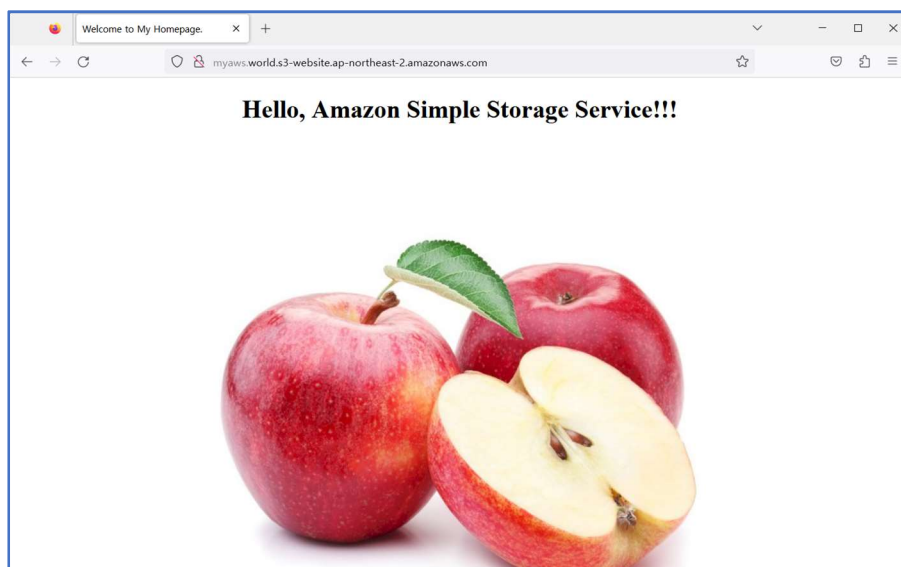 Welcome to My Homepage.
myaws.world.s3-website.ap-northeast-2.amazonaws.com
Hello, Amazon Simple Storage Service!!!